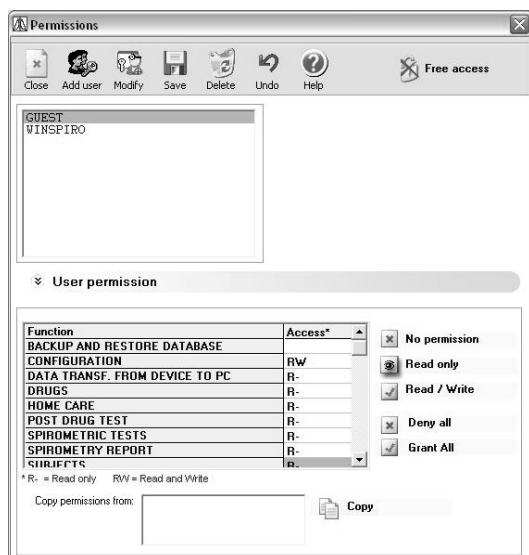 Permissions
Close Add user Modify Save Delete Undo Help Free access
GUEST
WINSPIRO
User permission
Function Access*
BACKUP AND RESTORE DATABASE
CONFIGURATION RW
DATA TRANSF. FROM DEVICE TO PC R-
DRUGS R-
HOME CARE R-
POST DRUG TEST R-
SPIROMETRIC TESTS R-
SPIROMETRY REPORT R-
SUBJECTS R-
No permission
Read only
Read / Write
Deny all
Grant All
* R- = Read only RW = Read and Write
Copy permissions from:
Copy